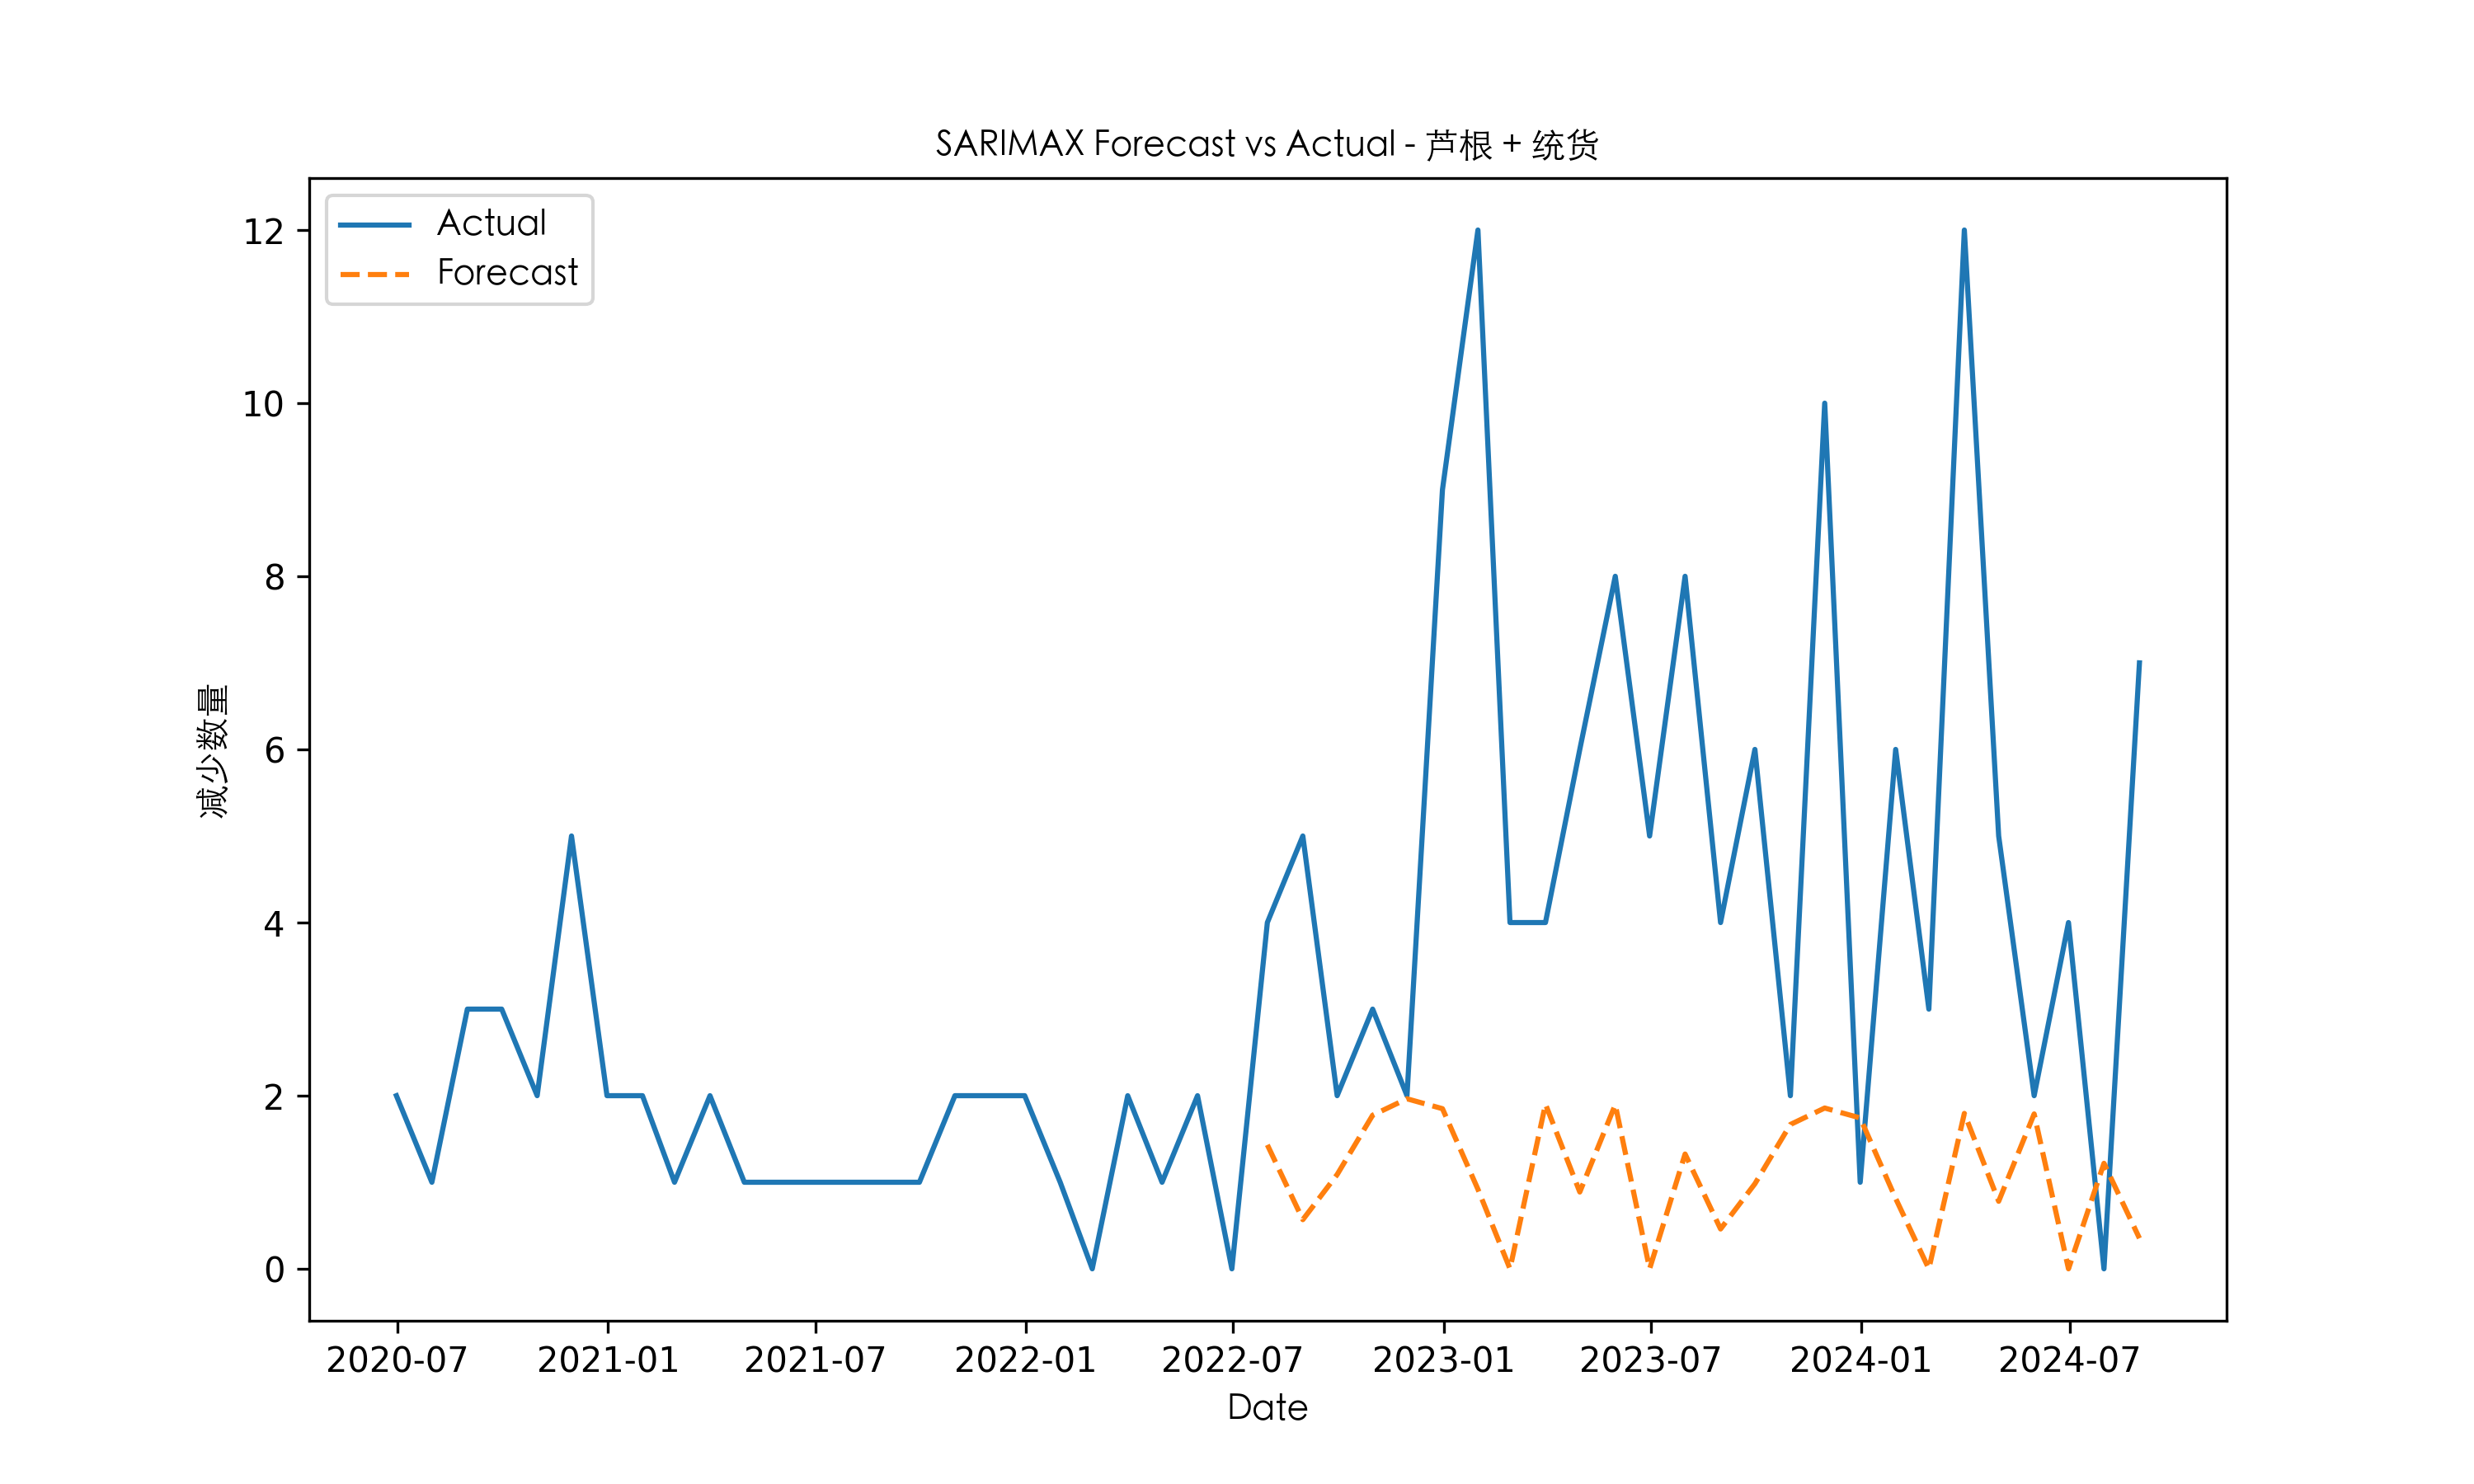 SARIMAX Forecast vs Actual - 芦根 + 统货
Actual
Forecast
12
10
8
6
4
2
0
减少数量
2020-07 2021-01 2021-07 2022-01 2022-07 2023-01 2023-07 2024-01 2024-07
Date